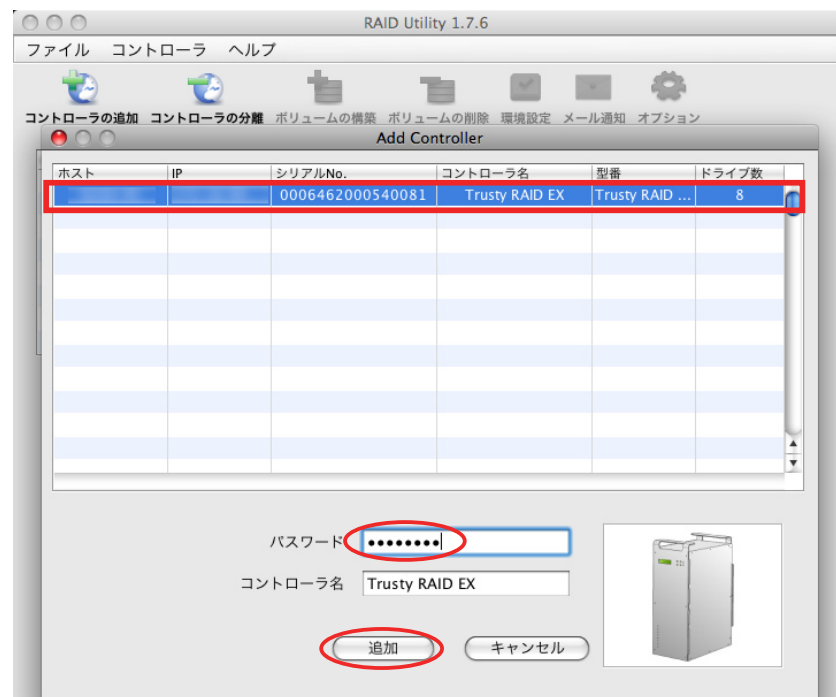 RAID Utility 1.7.6
ファイル コントローラ ヘルプ
コントローラの追加 コントローラの分離 ボリュームの構築 ボリュームの削除 環境設定 メール通知 オプション
Add Controller
ホスト IP シリアルNo. コントローラ名 型番 ドライブ数
0006462000540081 Trusty RAID EX Trusty RAID ... 8
パスワード ••••••••
コントローラ名 Trusty RAID EX
追加 キャンセル